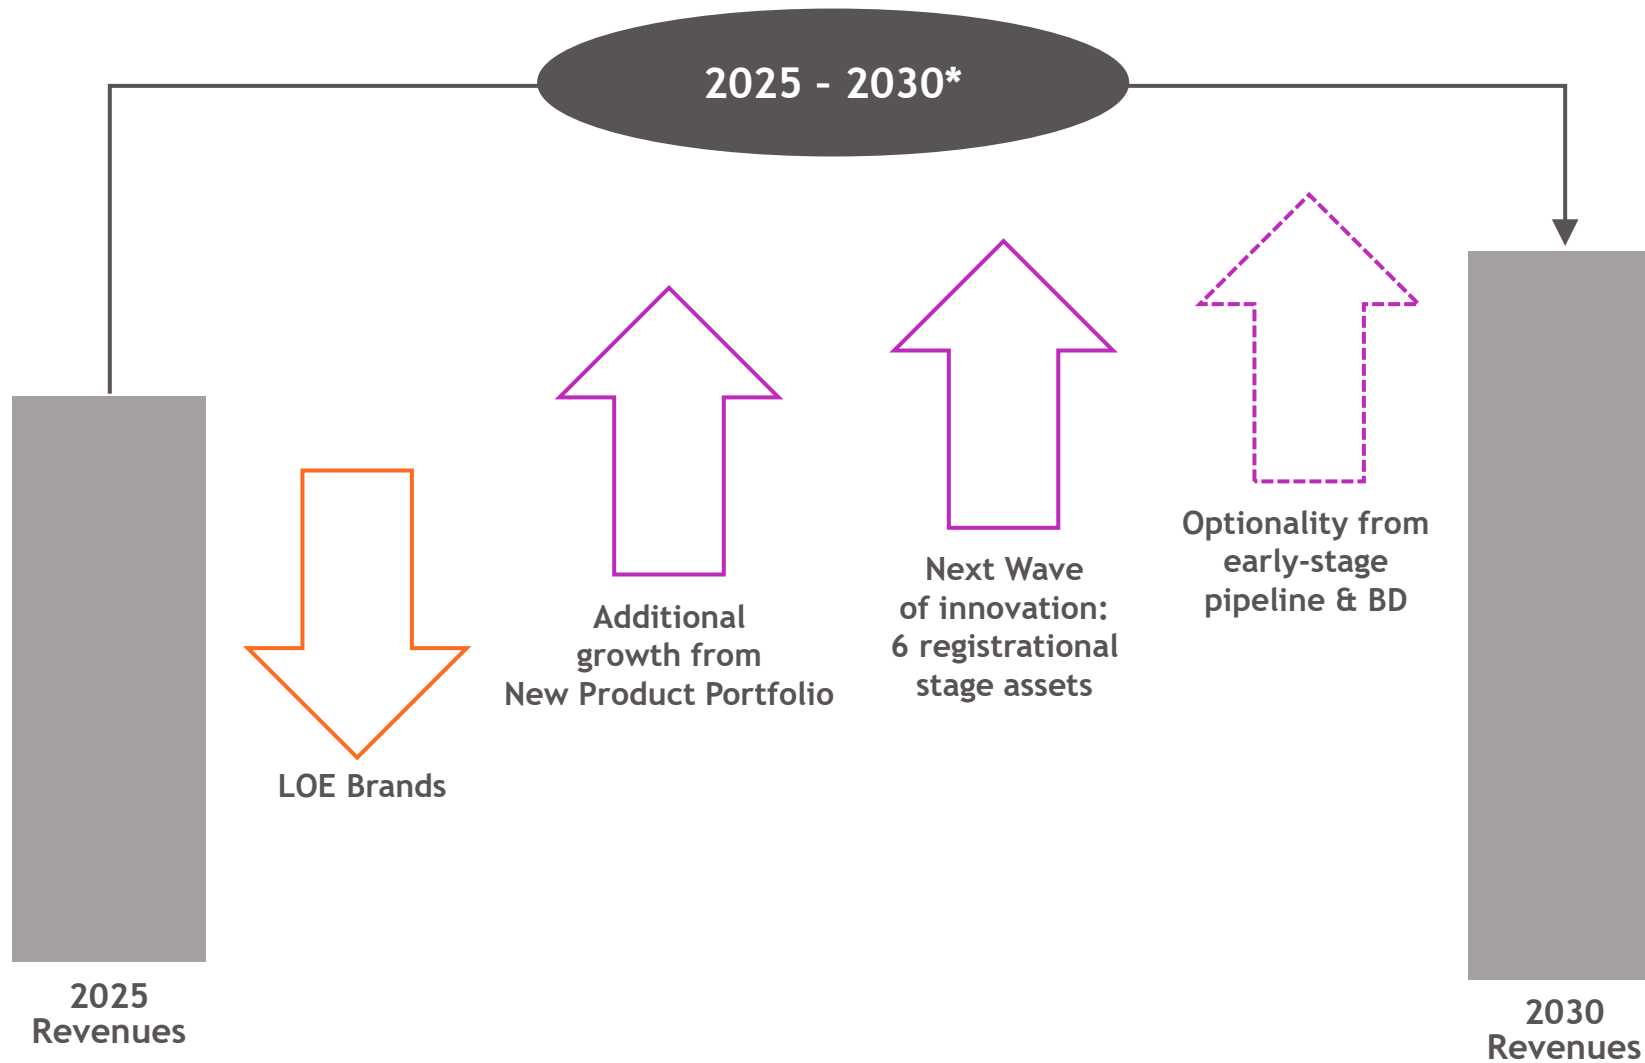 2025 – 2030*
LOE Brands
Additional
growth from
New Product Portfolio
Next Wave
of innovation:
6 registrational
stage assets
Optionality from
early-stage
pipeline & BD
2025
Revenues
2030
Revenues